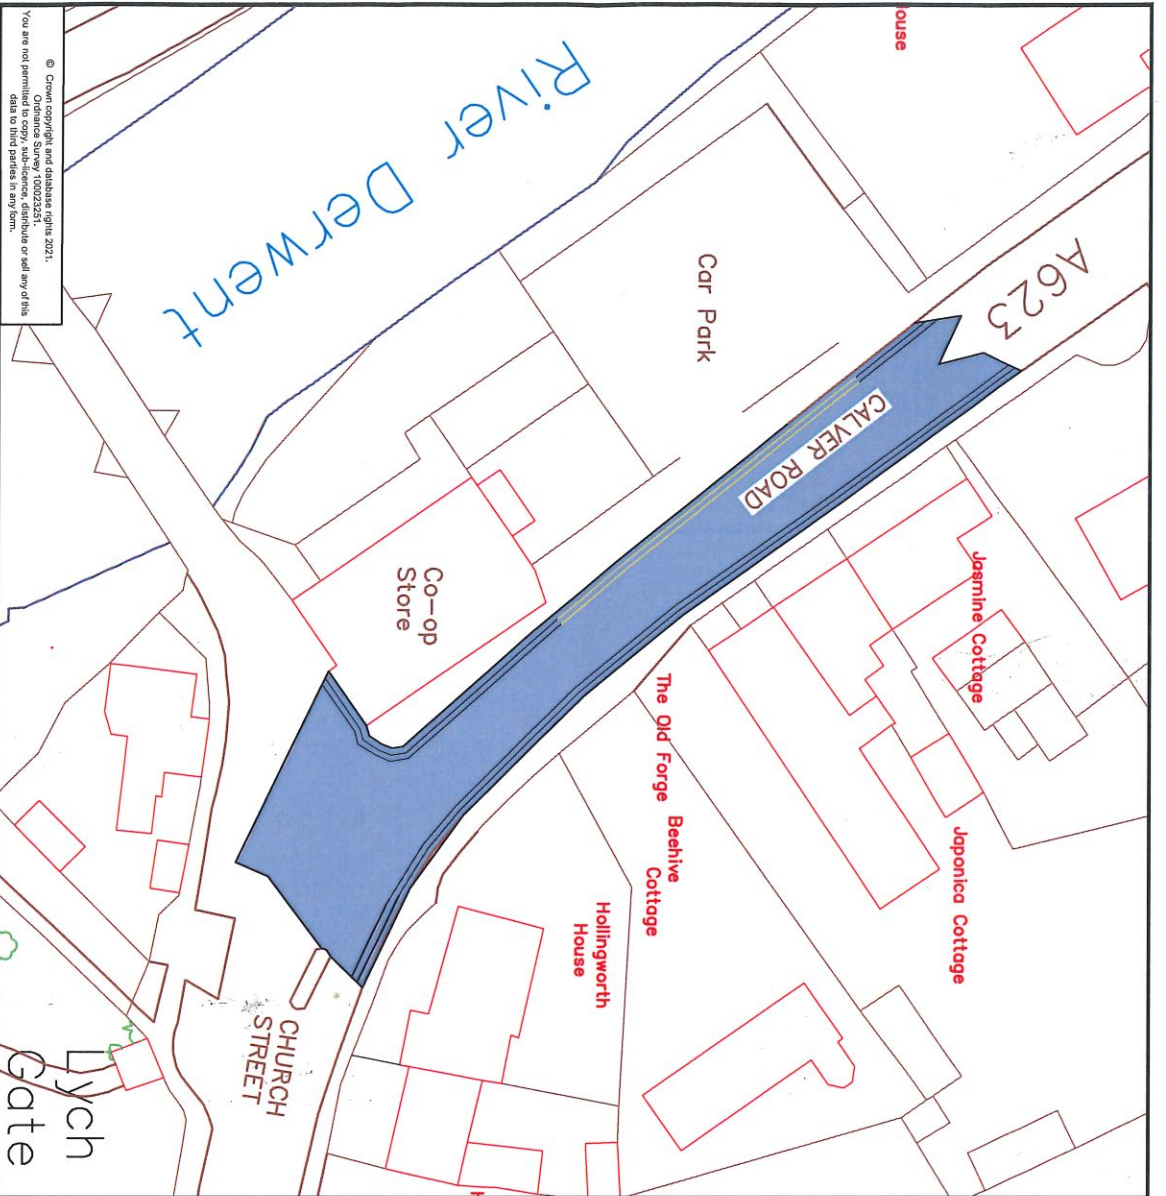 © Crown copyright and database rights 2021.
Ordnance Survey 100023251.
You are not permitted to copy, sub-licence, distribute or sell any of this
data to third parties in any form.
River Derwent
ouse
A623
Car Park
CALVER ROAD
Co-op
Store
Jasmine Cottage
The Old Forge
Beehive
Cottage
Japonica Cottage
Hollingworth
House
CHURCH
STREET
Lych
Gate